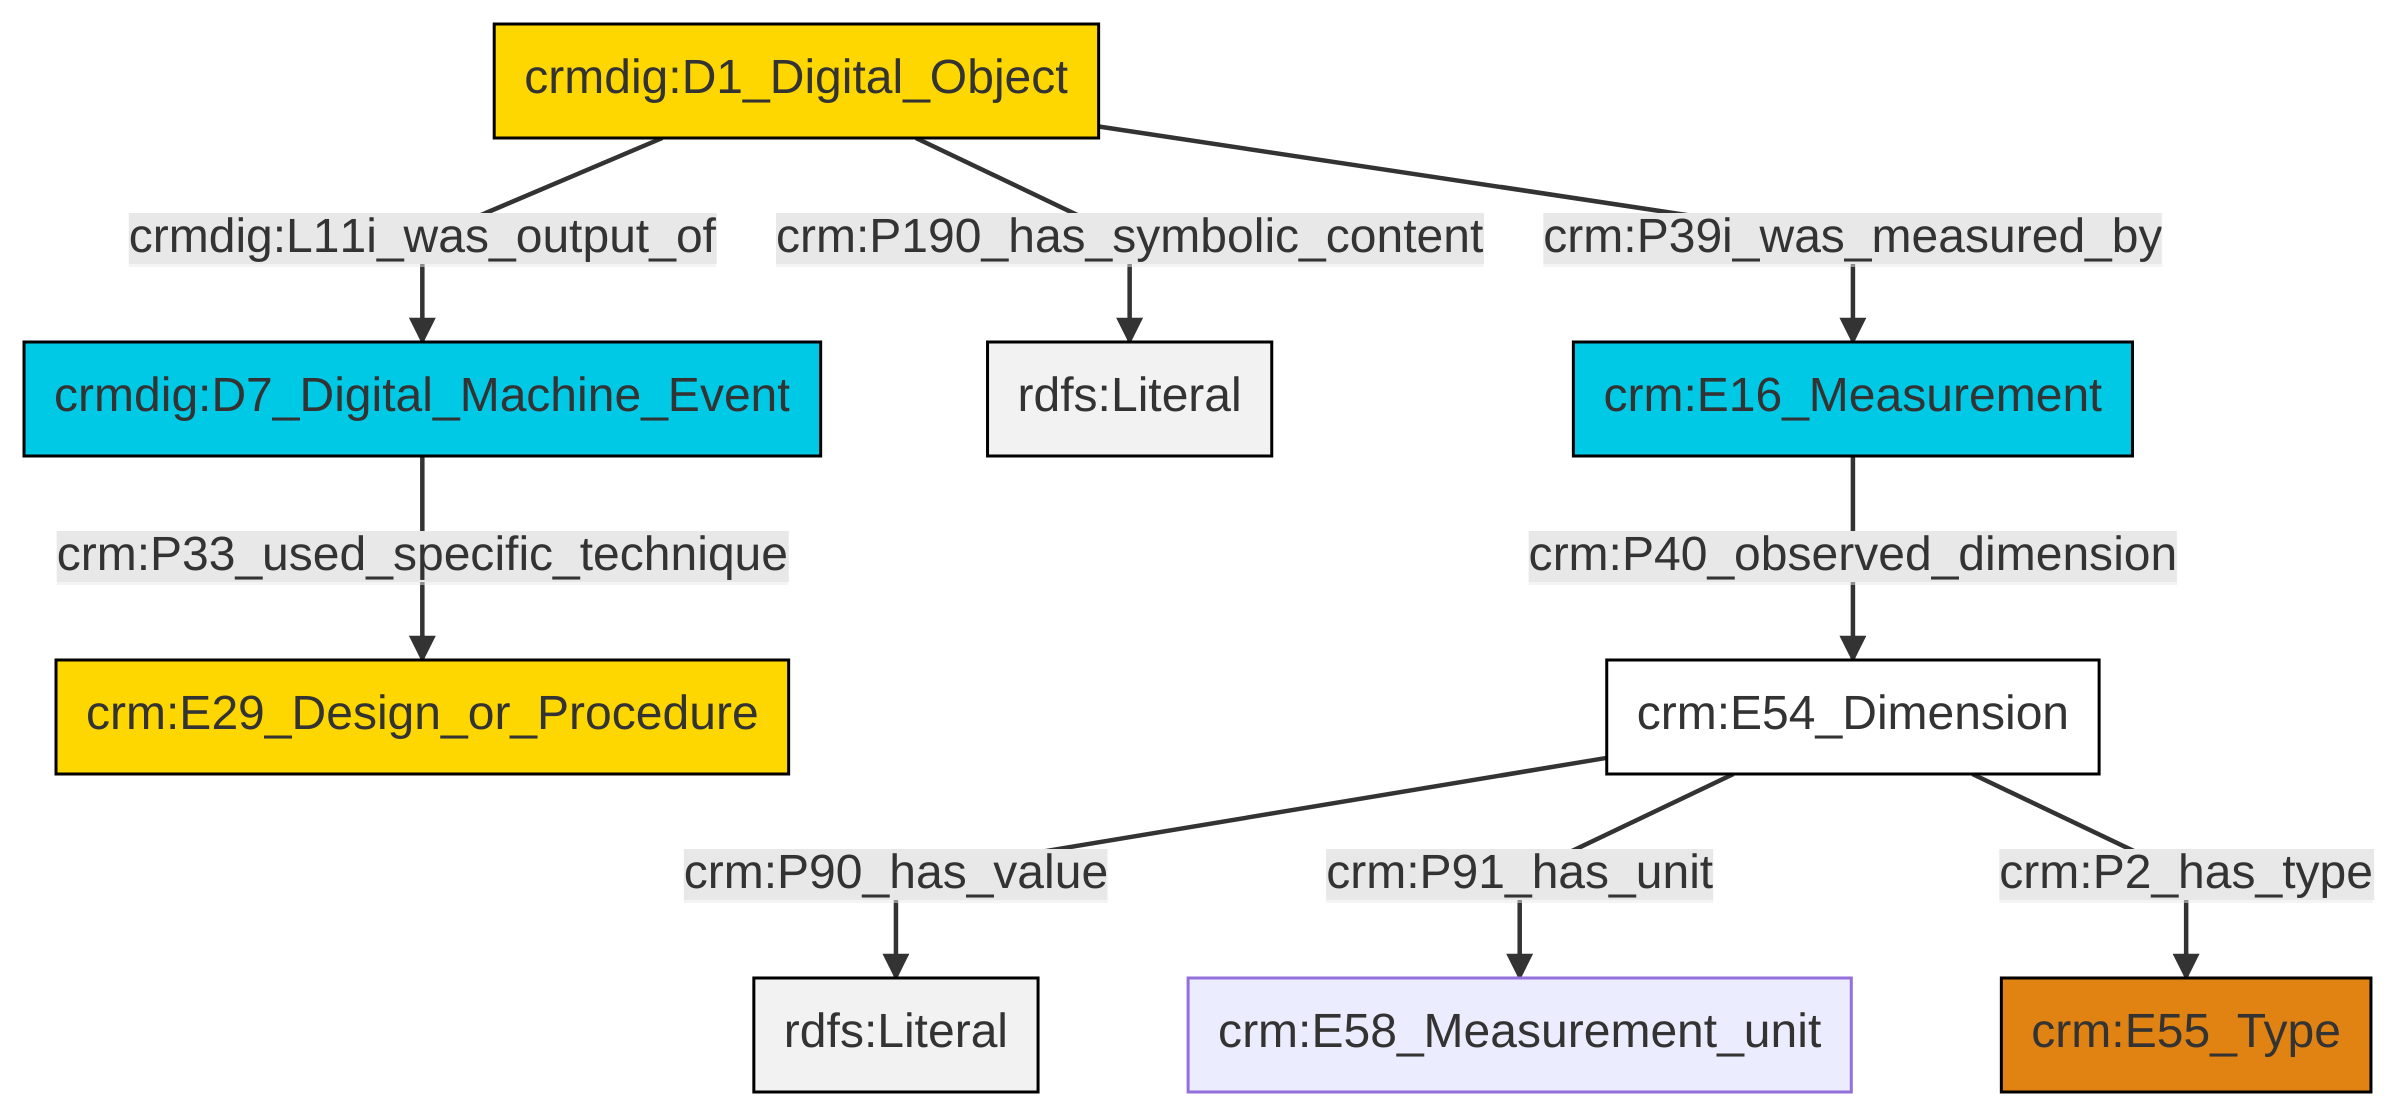 crmdig:D1_Digital_Object
crmdig:L11i_was_output_of
crm:P190_has_symbolic_content
crm:P39i_was_measured_by
crmdig:D7_Digital_Machine_Event
rdfs:Literal
crm:E16_Measurement
crm:P33_used_specific_technique
crm:P40_observed_dimension
crm:E29_Design_or_Procedure
crm:E54_Dimension
crm:P90_has_value
crm:P91_has_unit
crm:P2_has_type
rdfs:Literal
crm:E58_Measurement_unit
crm:E55_Type